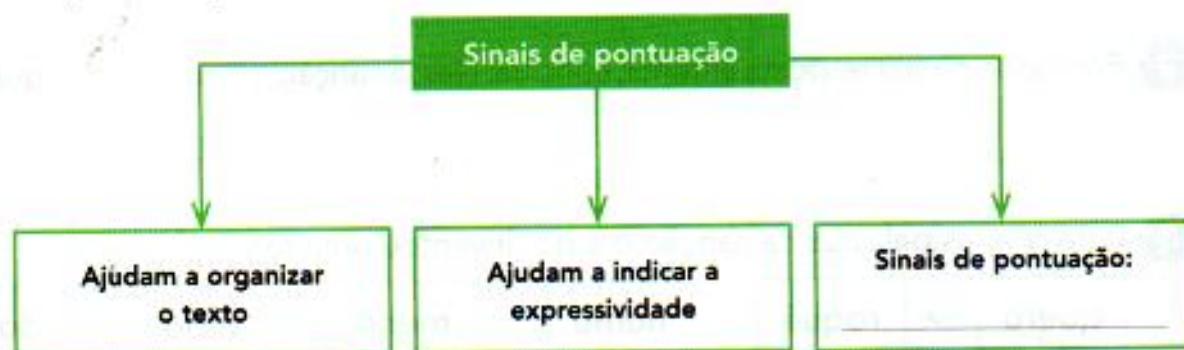 Sinais de pontuação
Ajudam a organizar
o texto
Ajudam a indicar a
expressividade
Sinais de pontuação: